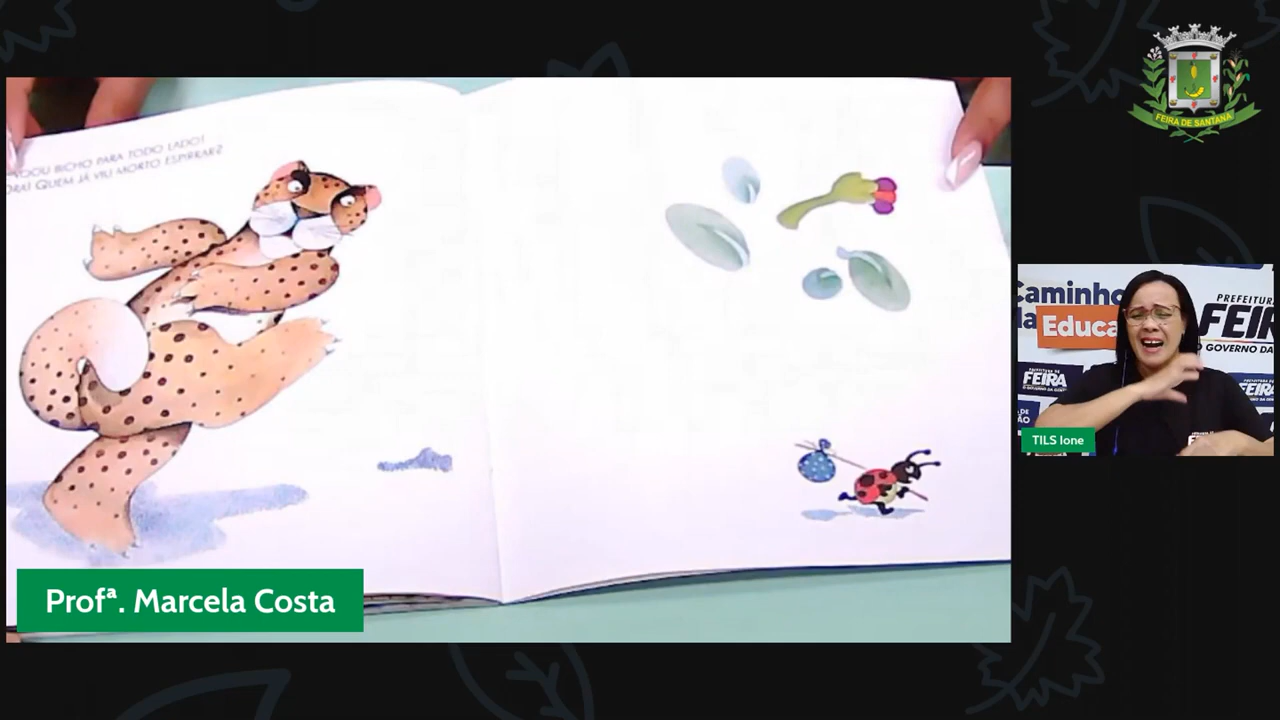 VOOU BICHO PARA TODO LADO!
ORA! QUEM JÁ VIU MORTO ESPIRRAR?
Profª. Marcela Costa
FEIRA DE SANTANA
Caminho
da
Educa
PREFEITURA
FEIR
O GOVERNO DA
FEIRA
TILS Ione